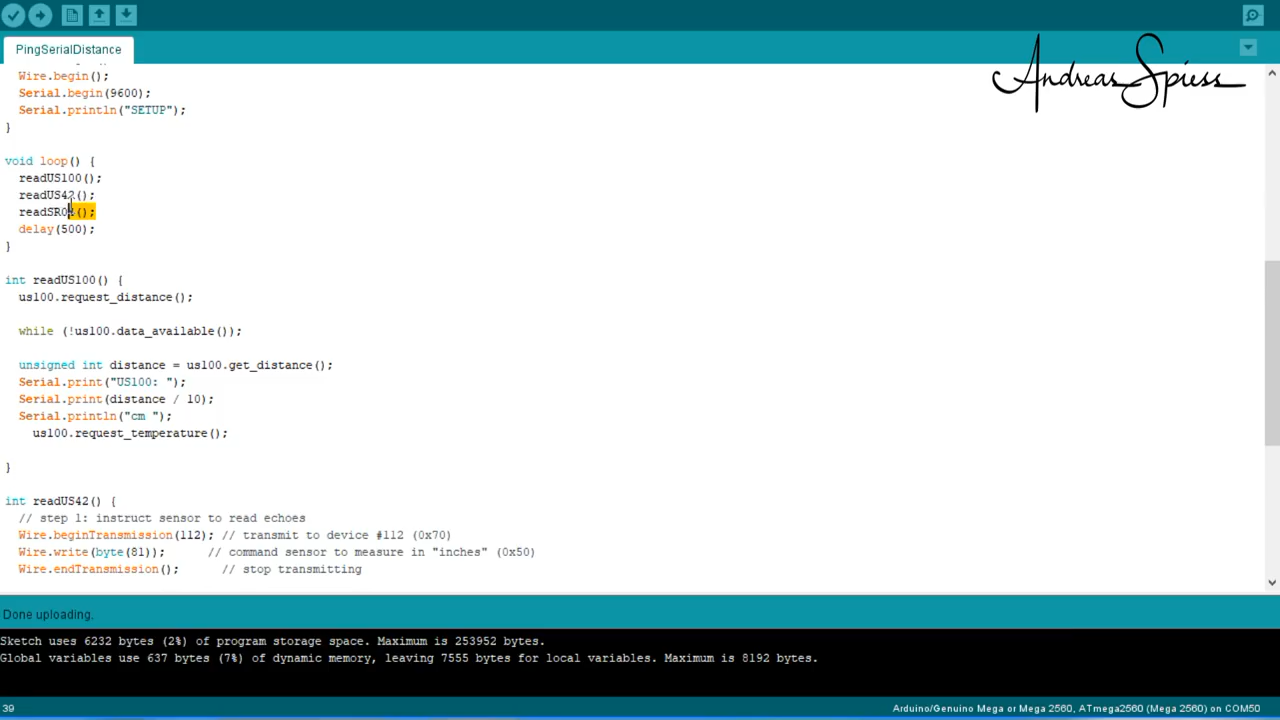 PingSerialDistance
Andreas Spiess
Wire.begin();
Serial.begin(9600);
Serial.println("SETUP");
}
void loop() {
readUS100();
readUS42();
readSR04();
delay(500);
}
int readUS100() {
us100.request_distance();
while (!us100.data_available());
unsigned int distance = us100.get_distance();
Serial.print("US100: ");
Serial.print(distance / 10);
Serial.println("cm ");
us100.request_temperature();
}
int readUS42() {
// step 1: instruct sensor to read echoes
Wire.beginTransmission(112); // transmit to device #112 (0x70)
Wire.write(byte(81)); // command sensor to measure in "inches" (0x50)
Wire.endTransmission(); // stop transmitting
Done uploading.
Sketch uses 6232 bytes (2%) of program storage space. Maximum is 253952 bytes.
Global variables use 637 bytes (7%) of dynamic memory, leaving 7555 bytes for local variables. Maximum is 8192 bytes.
39
Arduino/Genuino Mega or Mega 2560, ATmega2560 (Mega 2560) on COM50